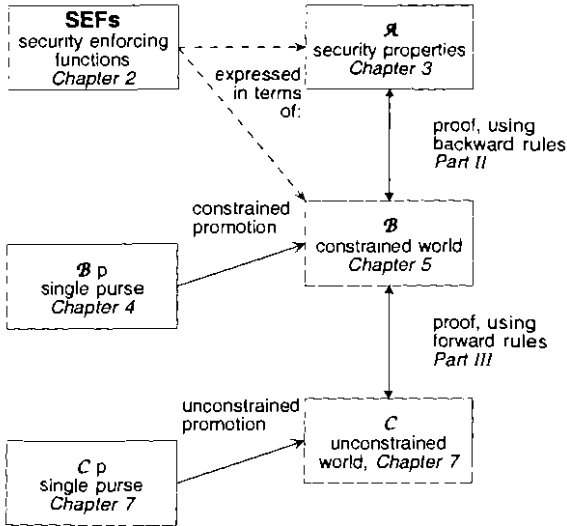 SEFs
security enforcing
functions
Chapter 2
𝒜
security properties
Chapter 3
expressed
in terms
of:
proof, using
backward rules
Part II
constrained
promotion
ℬ
constrained world
Chapter 5
ℬ p
single purse
Chapter 4
proof, using
forward rules
Part III
unconstrained
promotion
𝒞
unconstrained
world, Chapter 7
𝒞 p
single purse
Chapter 7